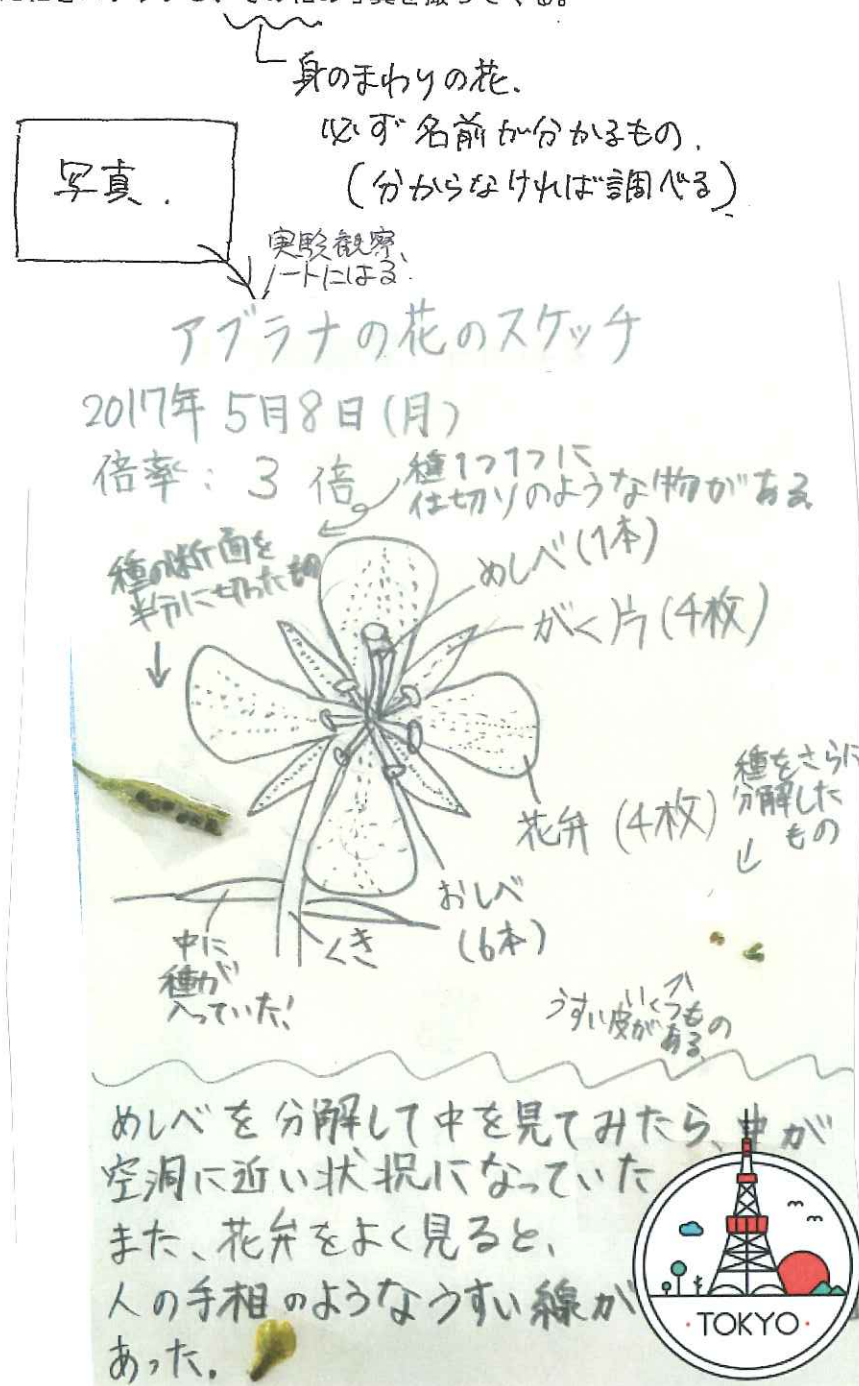 身のまわりの花.
必ず名前が分かるもの.
(分からなければ調べる)
写真.
実験観察
ノートにはる.
アブラナの花のスケッチ
2017年5月8日(月)
倍率:3倍
種1つ1つに
仕切りのような物がある
種の断面を
半分に切ったもの
めしべ(1本)
がく片(4枚)
花弁(4枚)
種をさらに
分解した
もの
おしべ
(6本)
くき
中に
種が
入っていた!
うすい皮がいくつもの
ある
めしべを分解して中を見てみたら、中が
空洞に近い状況になっていた
また、花弁をよく見ると、
人の手相のようなうすい線が
あった.
・TOKYO・